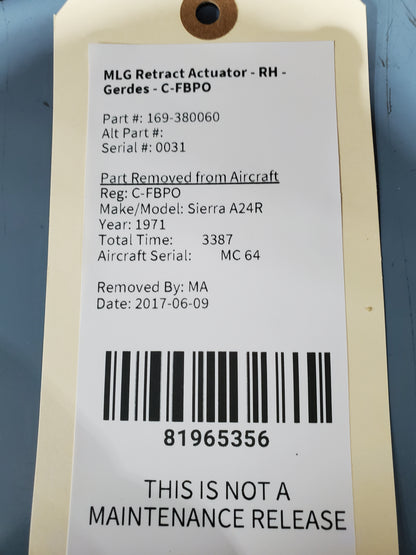 MLG Retract Actuator - RH -
Gerdes - C-FBPO
Part #: 169-380060
Alt Part #:
Serial #: 0031
Part Removed from Aircraft
Reg: C-FBPO
Make/Model: Sierra A24R
Year: 1971
Total Time: 3387
Aircraft Serial: MC 64
Removed By: MA
Date: 2017-06-09
81965356
THIS IS NOT A
MAINTENANCE RELEASE